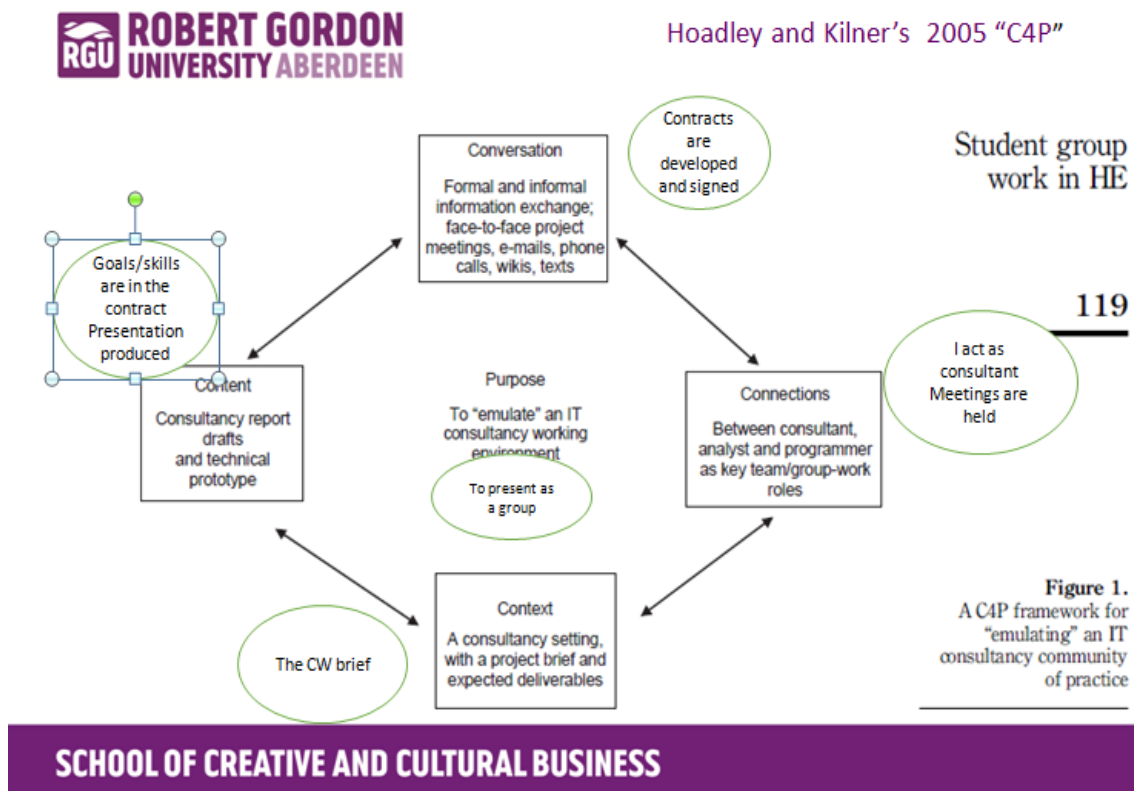 RGU
ROBERT GORDON
UNIVERSITY ABERDEEN
Hoadley and Kilner’s 2005 “C4P”
Conversation
Formal and informal
information exchange;
face-to-face project
meetings, e-mails, phone
calls, wikis, texts
Contracts
are
developed
and signed
Student group
work in HE
119
Goals/skills
are in the
contract
Presentation
produced
Content
Consultancy report
drafts
and technical
prototype
Purpose
To “emulate” an IT
consultancy working
environment
To present as
a group
Connections
Between consultant,
analyst and programmer
as key team/group-work
roles
I act as
consultant
Meetings are
held
The CW brief
Context
A consultancy setting,
with a project brief and
expected deliverables
Figure 1.
A C4P framework for
“emulating” an IT
consultancy community
of practice
SCHOOL OF CREATIVE AND CULTURAL BUSINESS